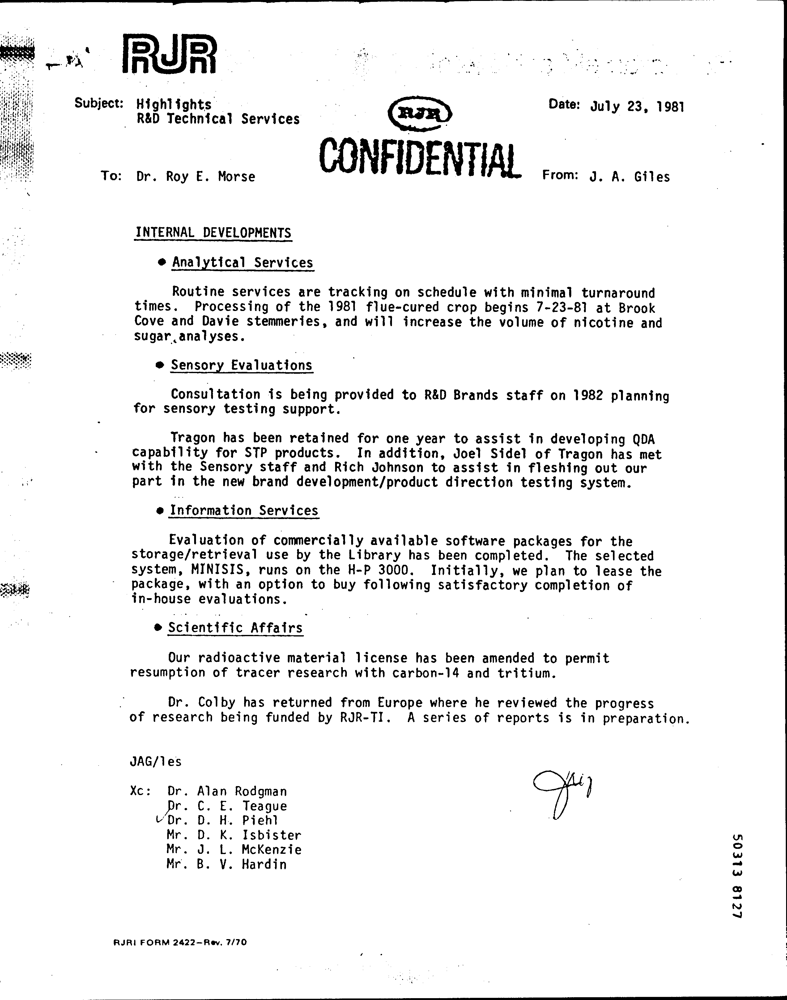 RJR
Subject: Highlights
R&D Technical Services
RJR
Date: July 23, 1981
CONFIDENTIAL
To: Dr. Roy E. Morse
From: J. A. Giles
INTERNAL DEVELOPMENTS
● Analytical Services
Routine services are tracking on schedule with minimal turnaround
times. Processing of the 1981 flue-cured crop begins 7-23-81 at Brook
Cove and Davie stemmeries, and will increase the volume of nicotine and
sugar analyses.
● Sensory Evaluations
Consultation is being provided to R&D Brands staff on 1982 planning
for sensory testing support.
Tragon has been retained for one year to assist in developing QDA
capability for STP products. In addition, Joel Sidel of Tragon has met
with the Sensory staff and Rich Johnson to assist in fleshing out our
part in the new brand development/product direction testing system.
● Information Services
Evaluation of commercially available software packages for the
storage/retrieval use by the Library has been completed. The selected
system, MINISIS, runs on the H-P 3000. Initially, we plan to lease the
package, with an option to buy following satisfactory completion of
in-house evaluations.
● Scientific Affairs
Our radioactive material license has been amended to permit
resumption of tracer research with carbon-14 and tritium.
Dr. Colby has returned from Europe where he reviewed the progress
of research being funded by RJR-TI. A series of reports is in preparation.
JAG/les
Xc: Dr. Alan Rodgman
Dr. C. E. Teague
Dr. D. H. Piehl
Mr. D. K. Isbister
Mr. J. L. McKenzie
Mr. B. V. Hardin
50313 8127
RJRI FORM 2422-Rev. 7/70